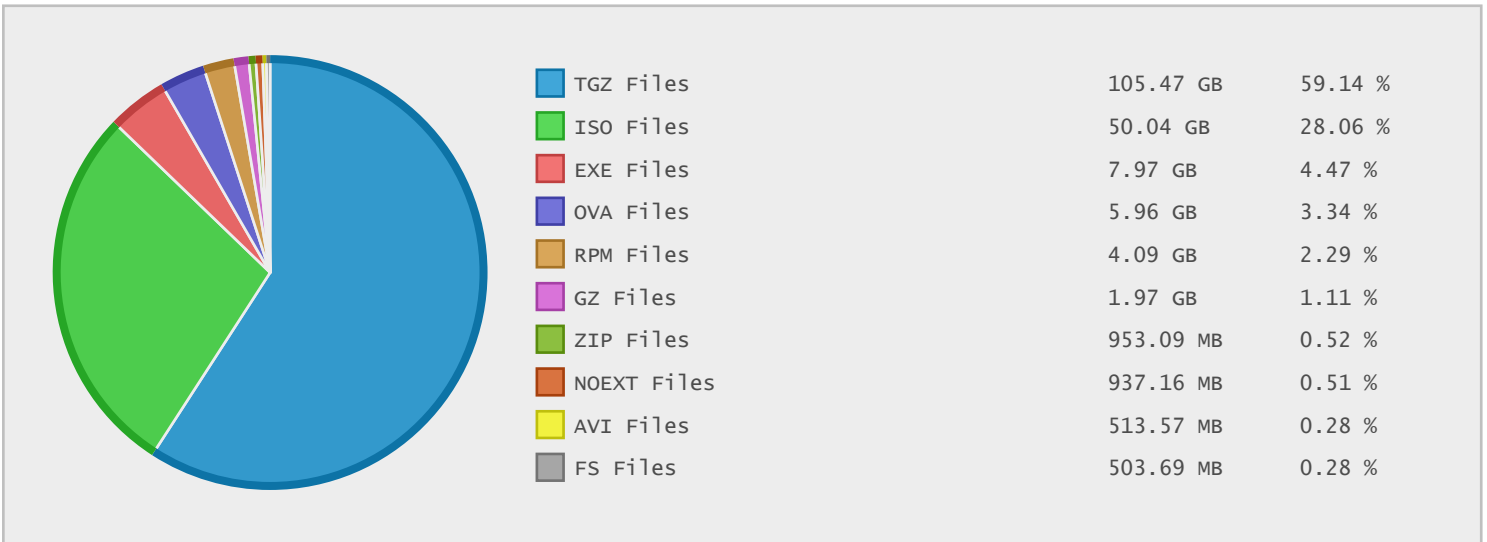 TGZ Files 105.47 GB 59.14 %
ISO Files 50.04 GB 28.06 %
EXE Files 7.97 GB 4.47 %
OVA Files 5.96 GB 3.34 %
RPM Files 4.09 GB 2.29 %
GZ Files 1.97 GB 1.11 %
ZIP Files 953.09 MB 0.52 %
NOEXT Files 937.16 MB 0.51 %
AVI Files 513.57 MB 0.28 %
FS Files 503.69 MB 0.28 %